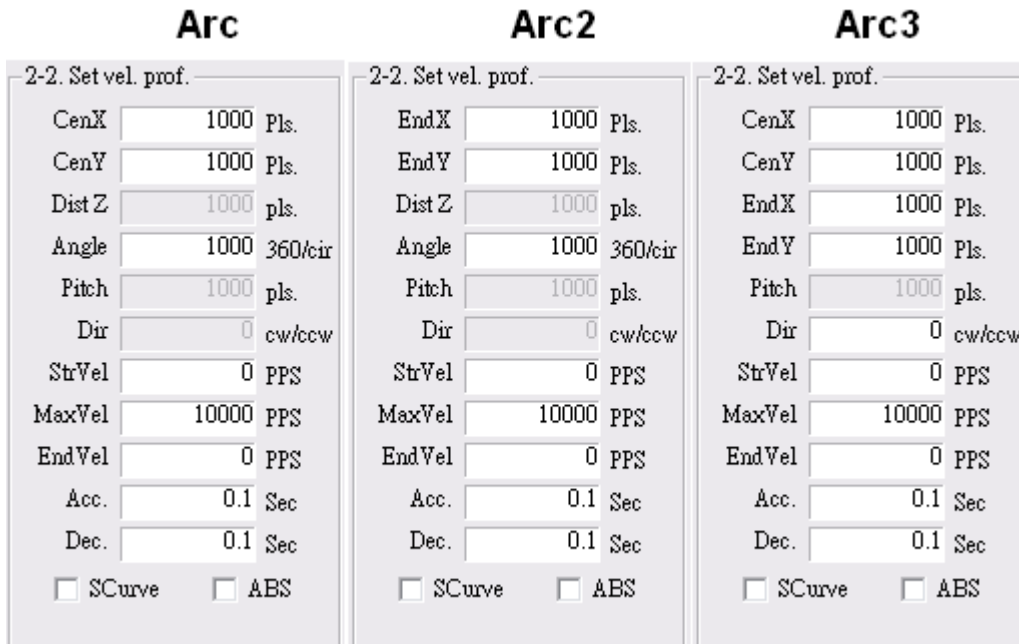 Arc Arc2 Arc3
2-2. Set vel. prof. 2-2. Set vel. prof. 2-2. Set vel. prof.
CenX 1000 Pls. EndX 1000 Pls. CenX 1000 Pls.
CenY 1000 Pls. EndY 1000 Pls. CenY 1000 Pls.
Dist Z 1000 pls. Dist Z 1000 pls. EndX 1000 Pls.
Angle 1000 360/cir Angle 1000 360/cir EndY 1000 Pls.
Pitch 1000 pls. Pitch 1000 pls. Pitch 1000 pls.
Dir 0 cw/ccw Dir 0 cw/ccw Dir 0 cw/ccw
StrVel 0 PPS StrVel 0 PPS StrVel 0 PPS
MaxVel 10000 PPS MaxVel 10000 PPS MaxVel 10000 PPS
EndVel 0 PPS EndVel 0 PPS EndVel 0 PPS
Acc. 0.1 Sec Acc. 0.1 Sec Acc. 0.1 Sec
Dec. 0.1 Sec Dec. 0.1 Sec Dec. 0.1 Sec
SCurve ABS SCurve ABS SCurve ABS